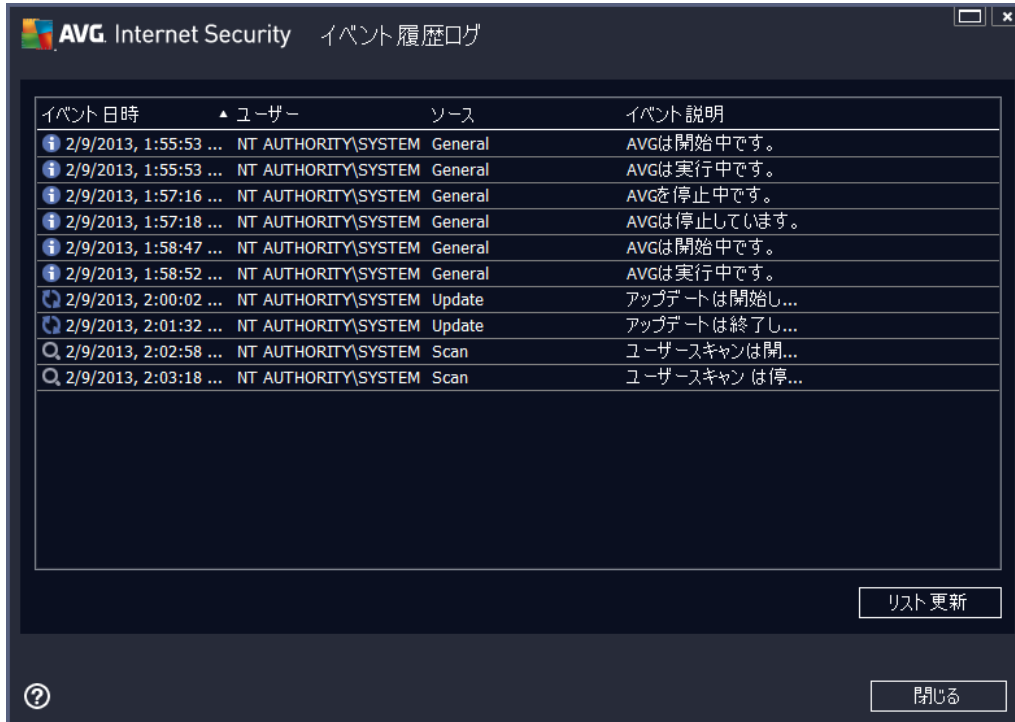 AVG. Internet Security イベント履歴ログ
イベント日時 ▲ ユーザー ソース イベント説明
2/9/2013, 1:55:53 ... NT AUTHORITY\SYSTEM General AVGは開始中です。
2/9/2013, 1:55:53 ... NT AUTHORITY\SYSTEM General AVGは実行中です。
2/9/2013, 1:57:16 ... NT AUTHORITY\SYSTEM General AVGを停止中です。
2/9/2013, 1:57:18 ... NT AUTHORITY\SYSTEM General AVGは停止しています。
2/9/2013, 1:58:47 ... NT AUTHORITY\SYSTEM General AVGは開始中です。
2/9/2013, 1:58:52 ... NT AUTHORITY\SYSTEM General AVGは実行中です。
2/9/2013, 2:00:02 ... NT AUTHORITY\SYSTEM Update アップデートは開始し...
2/9/2013, 2:01:32 ... NT AUTHORITY\SYSTEM Update アップデートは終了し...
2/9/2013, 2:02:58 ... NT AUTHORITY\SYSTEM Scan ユーザースキャンは開...
2/9/2013, 2:03:18 ... NT AUTHORITY\SYSTEM Scan ユーザースキャン は停...
リスト更新
閉じる